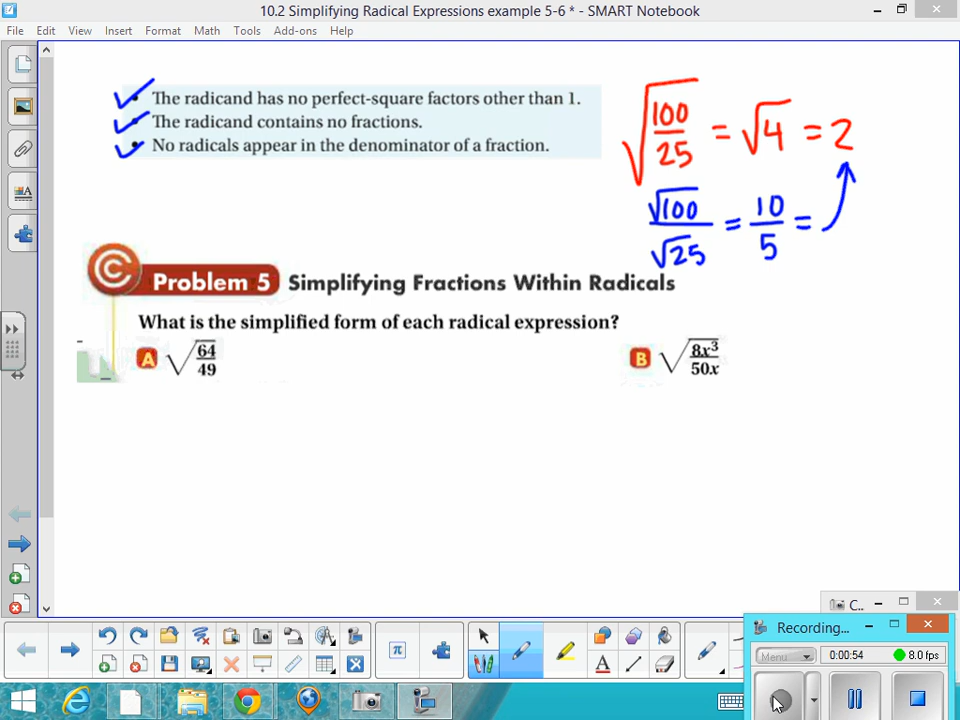 10.2 Simplifying Radical Expressions example 5-6 * - SMART Notebook
File Edit View Insert Format Math Tools Add-ons Help
• The radicand has no perfect-square factors other than 1.
• The radicand contains no fractions.
• No radicals appear in the denominator of a fraction.
√(100/25) = √4 = 2
√100/√25 = 10/5 =
C Problem 5 Simplifying Fractions Within Radicals
What is the simplified form of each radical expression?
A √(64/49)
B √(8x³/50x)
C...
Recording...
Menu 0:00:54 8.0 fps